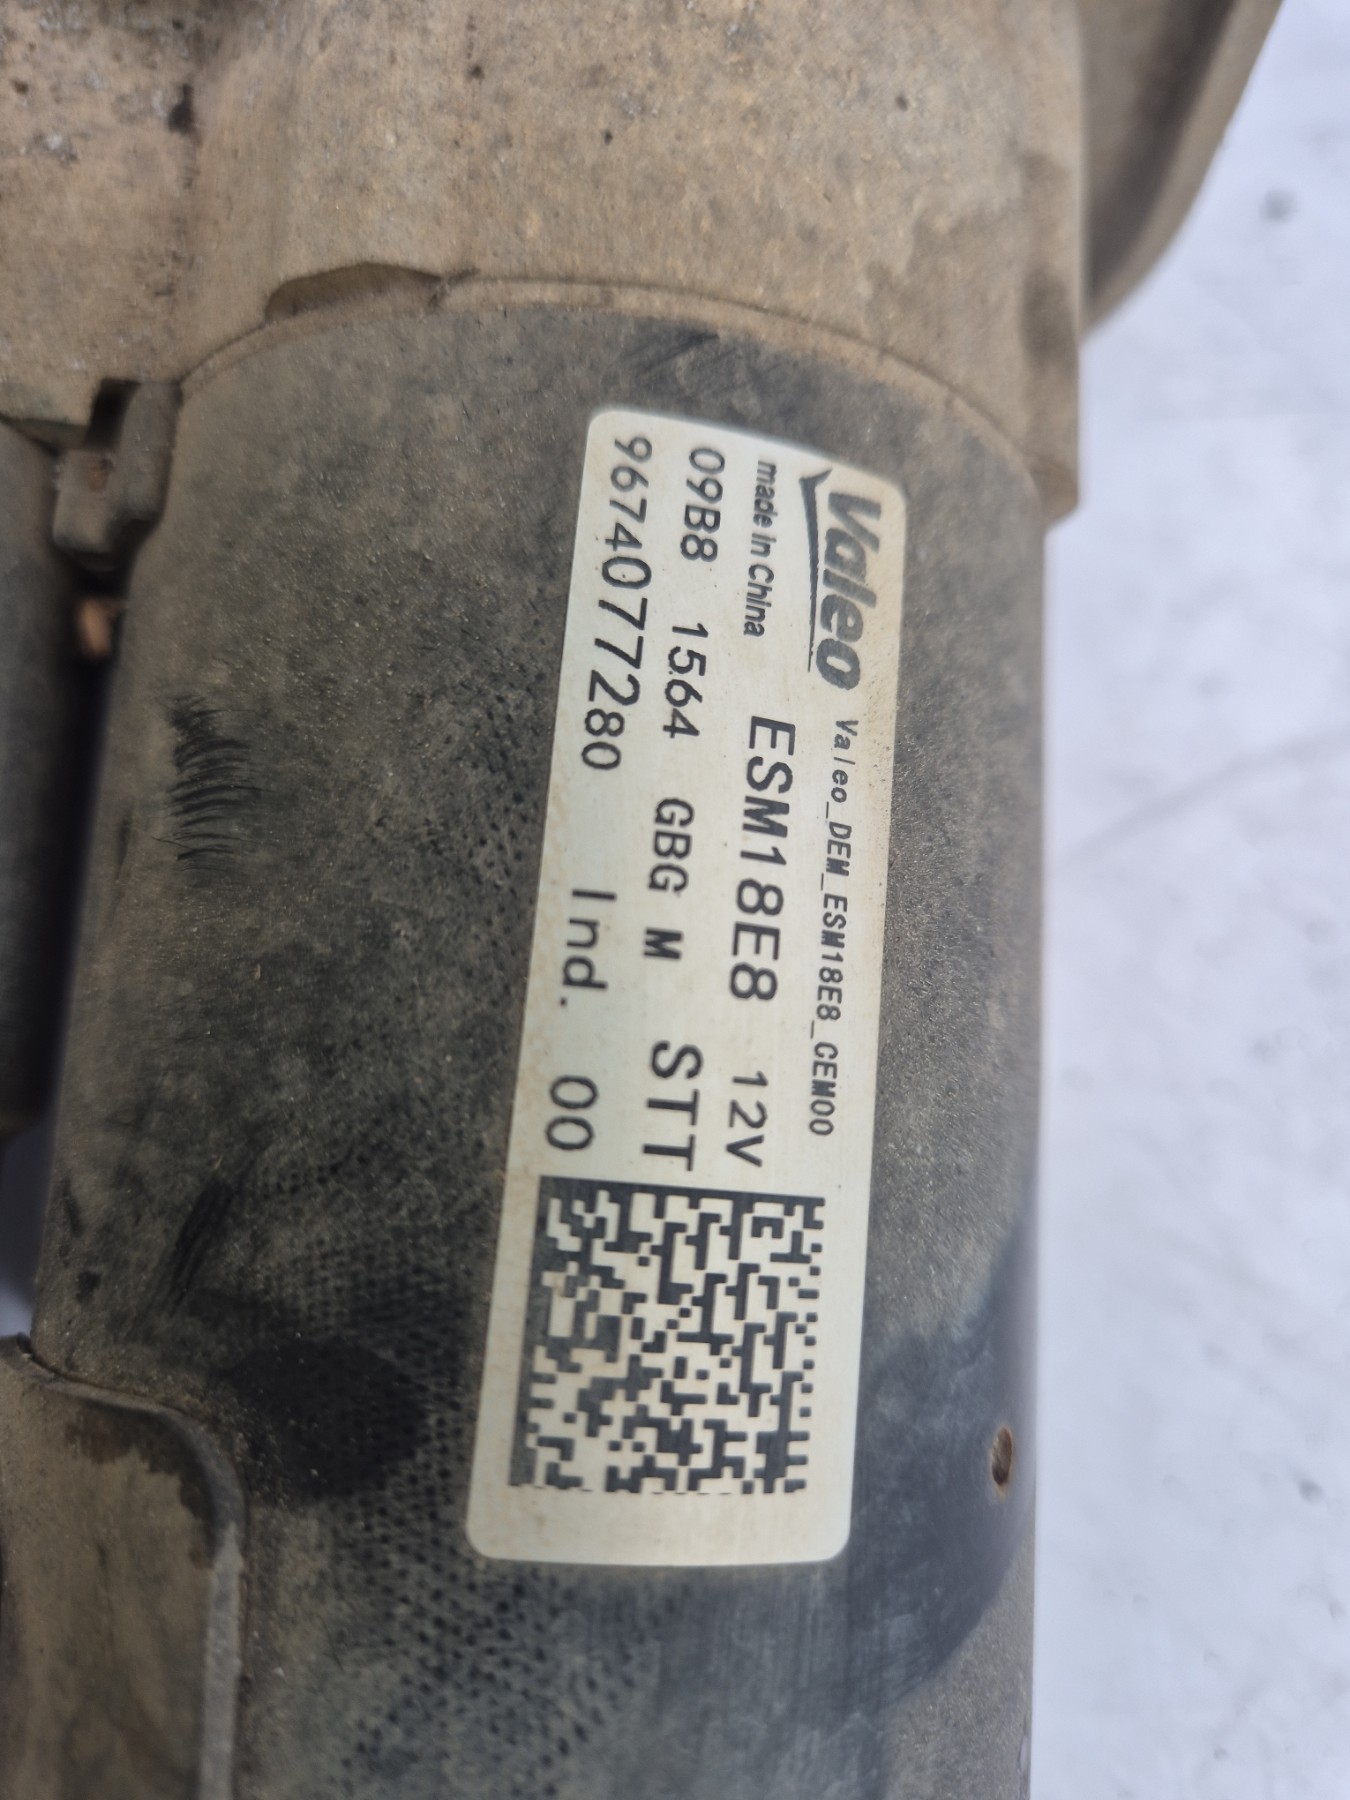 Valeo Valeo_DEM_ESM18E8_CEM00
made in China ESM18E8 12V
09B8 1564 GBG M STT
9674077280 Ind. 00